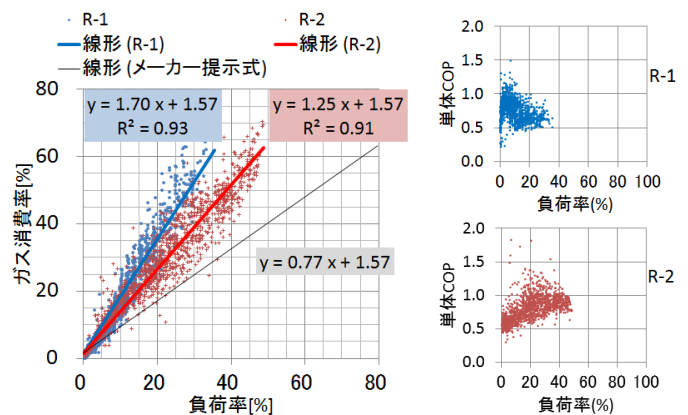 R-1
R-2
線形 (R-1)
線形 (R-2)
線形 (メーカー提示式)
80
60
40
20
0
ガス消費率[%]
y = 1.70 x + 1.57
R² = 0.93
y = 1.25 x + 1.57
R² = 0.91
y = 0.77 x + 1.57
0
20
40
60
80
負荷率[%]
2.0
1.5
1.0
0.5
0.0
単体COP
R-1
0 20 40 60 80 100
負荷率(%)
2.0
1.5
1.0
0.5
0.0
単体COP
R-2
0 20 40 60 80 100
負荷率(%)